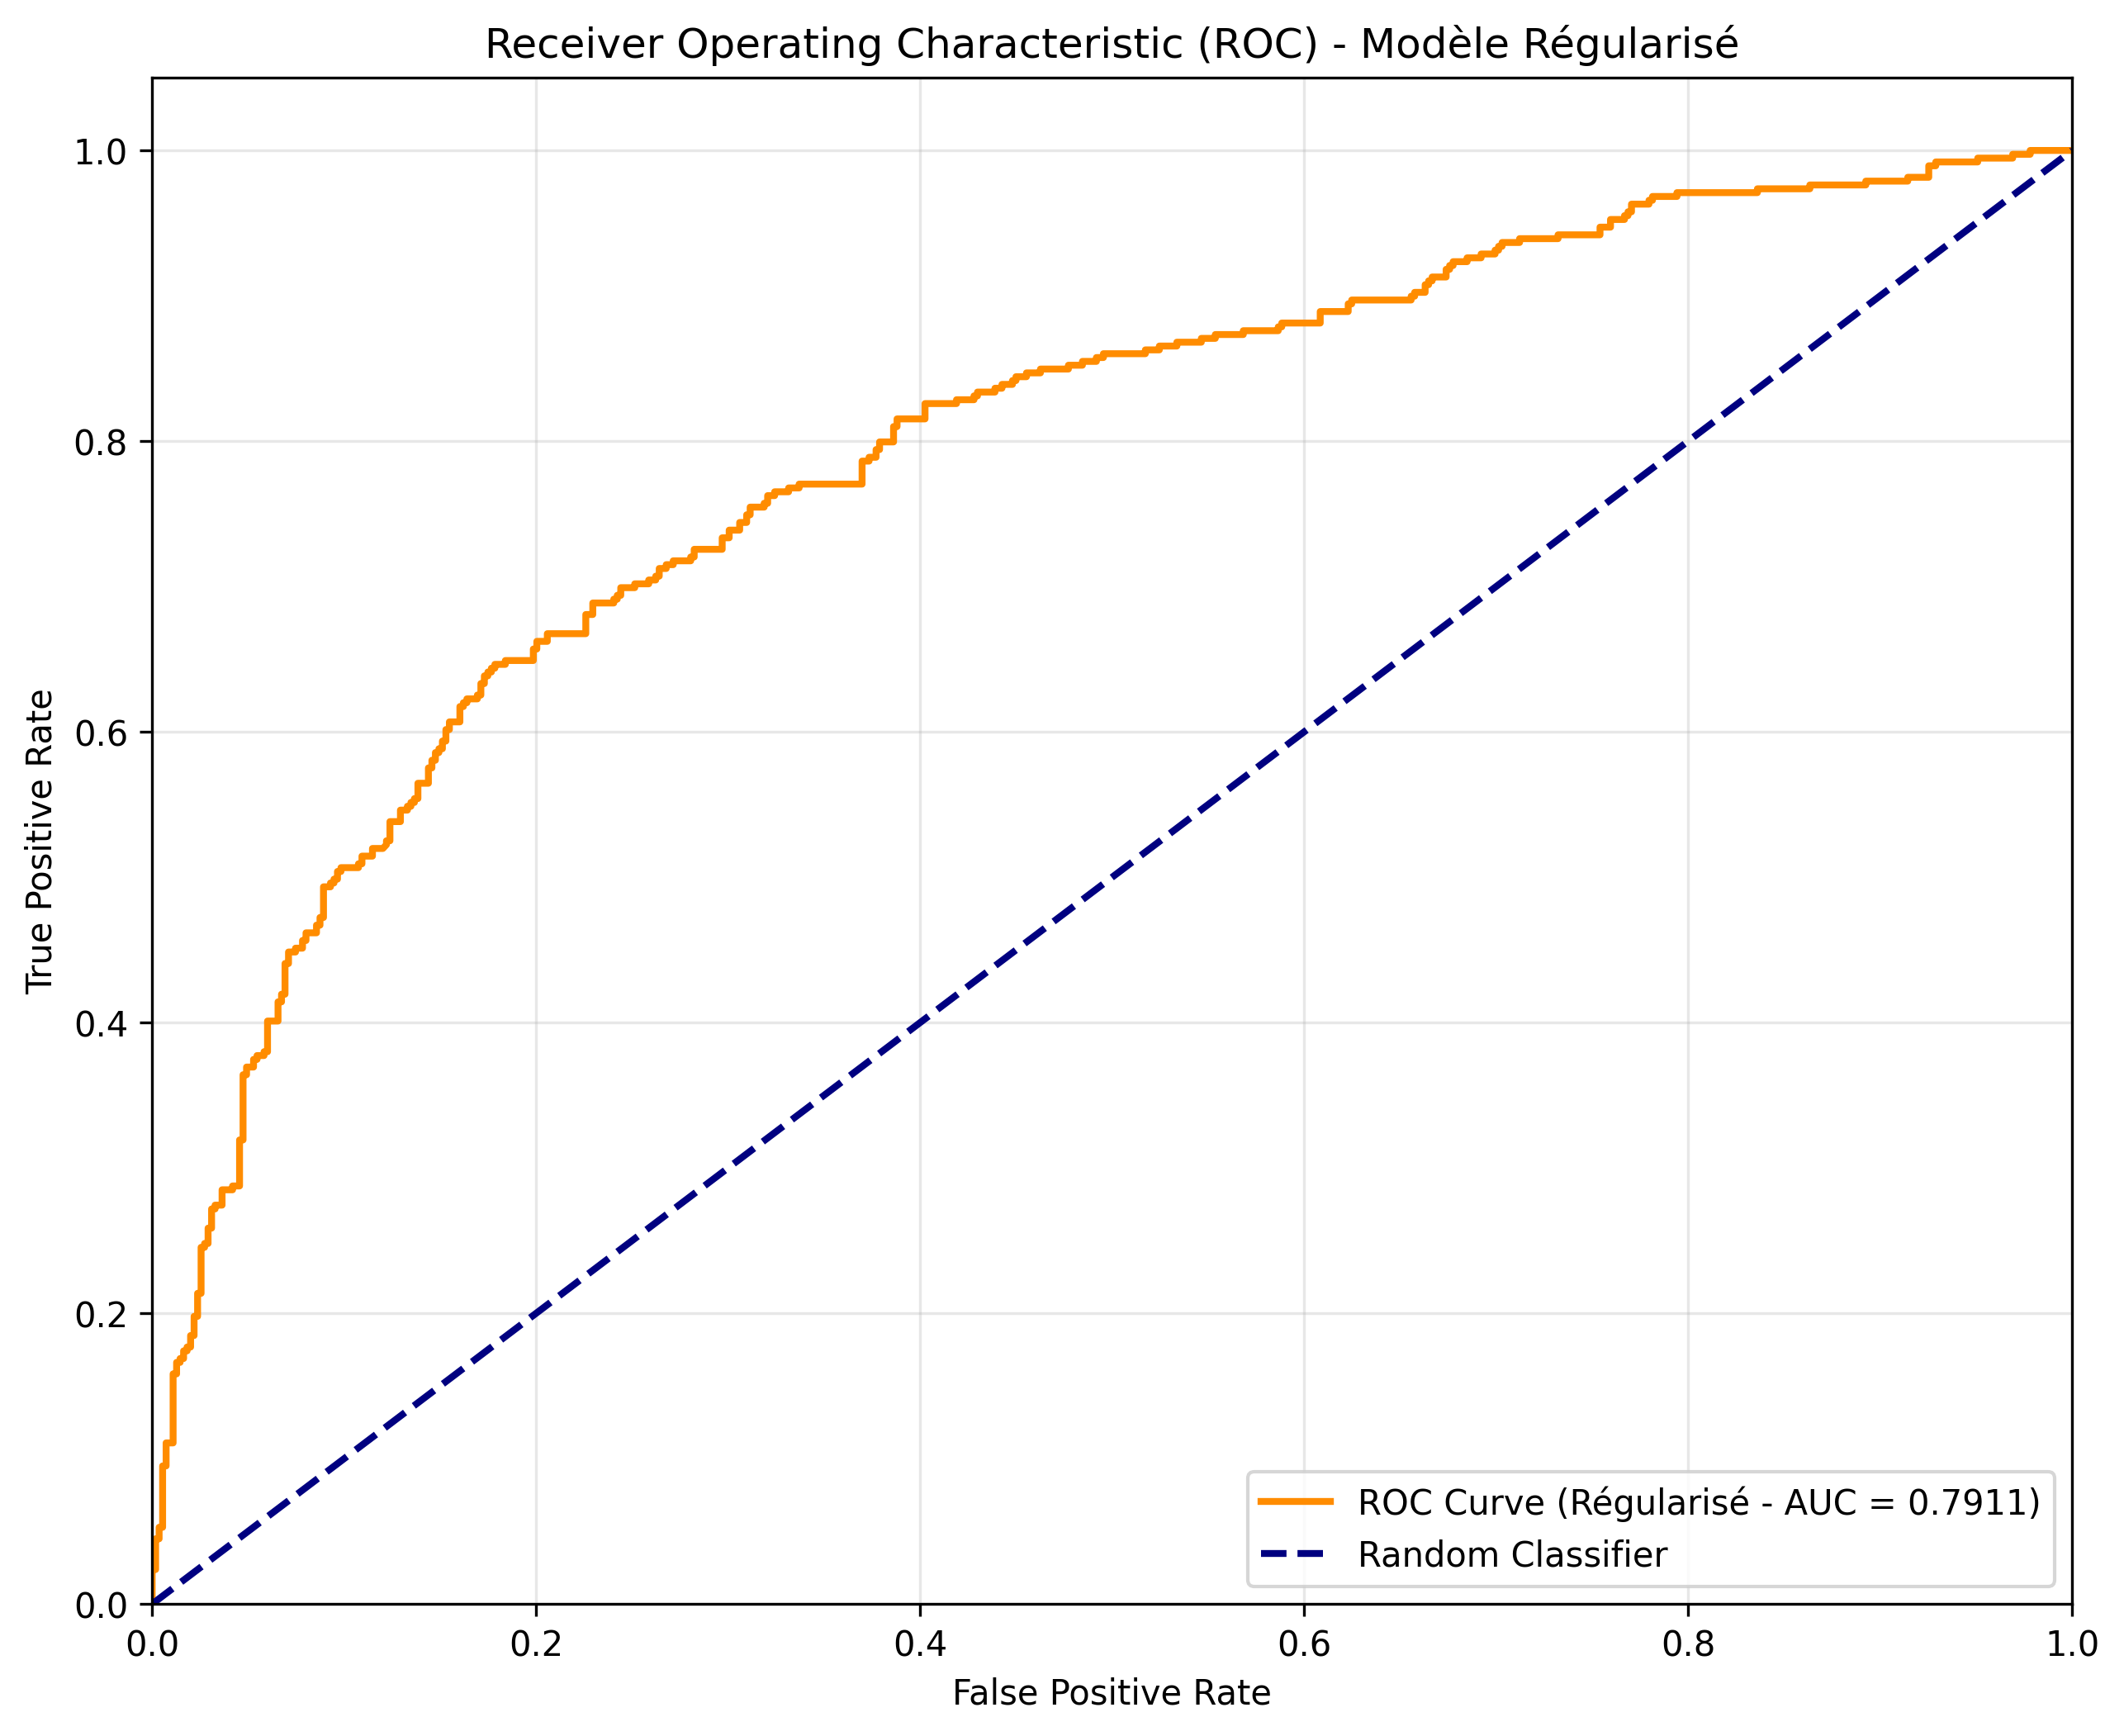 Receiver Operating Characteristic (ROC) - Modèle Régularisé
True Positive Rate
1.0
0.8
0.6
0.4
0.2
0.0
0.0 0.2 0.4 0.6 0.8 1.0
False Positive Rate
ROC Curve (Régularisé - AUC = 0.7911)
Random Classifier